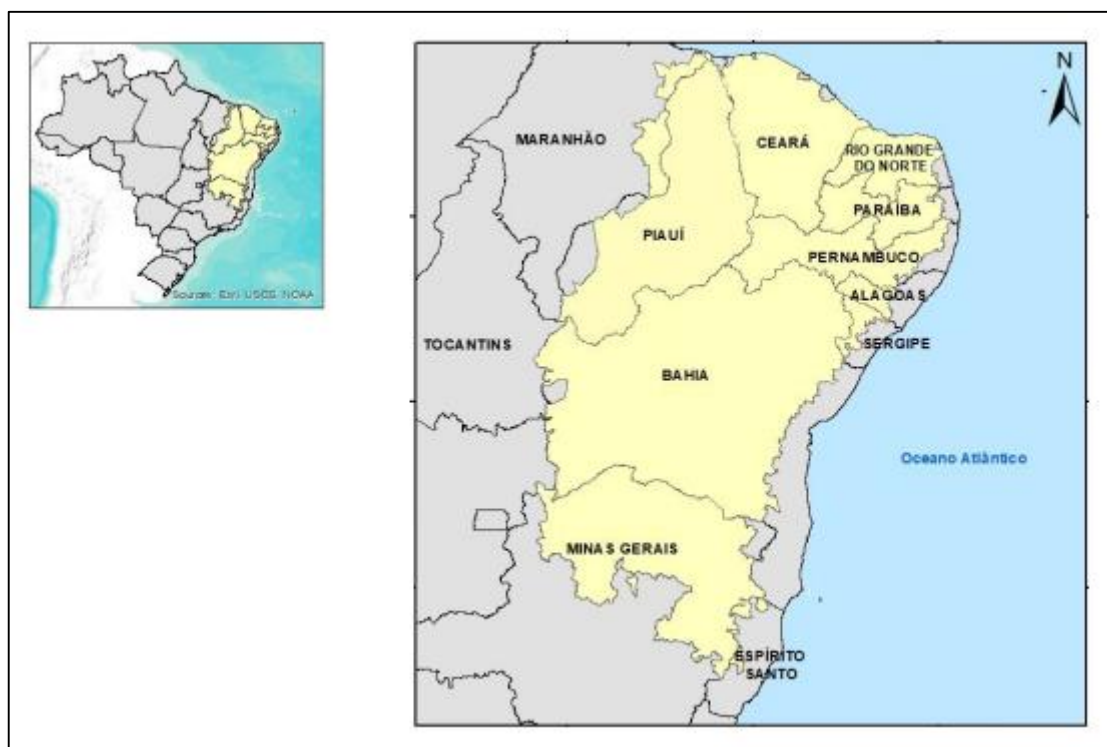 Source: Esri USGS, NOAA
N
MARANHÃO
CEARÁ
RIO GRANDE
DO NORTE
PARAÍBA
PIAUÍ
PERNAMBUCO
ALAGOAS
SERGIPE
TOCANTINS
BAHIA
Oceano Atlântico
MINAS GERAIS
ESPÍRITO
SANTO